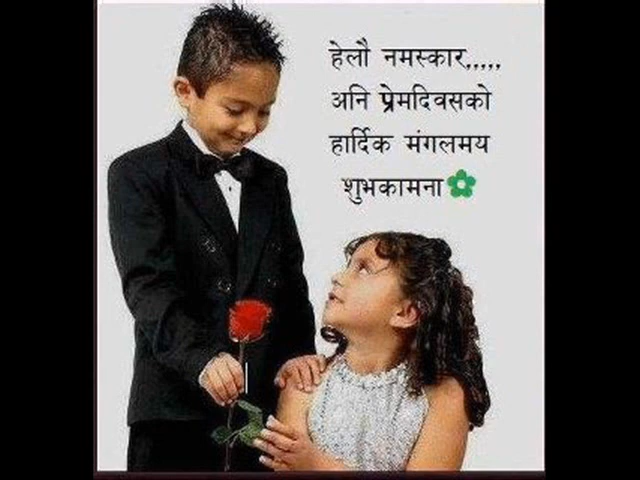 हेलौ नमस्कार.....
अनि प्रेमदिवसको
हार्दिक मंगलमय
शुभकामना